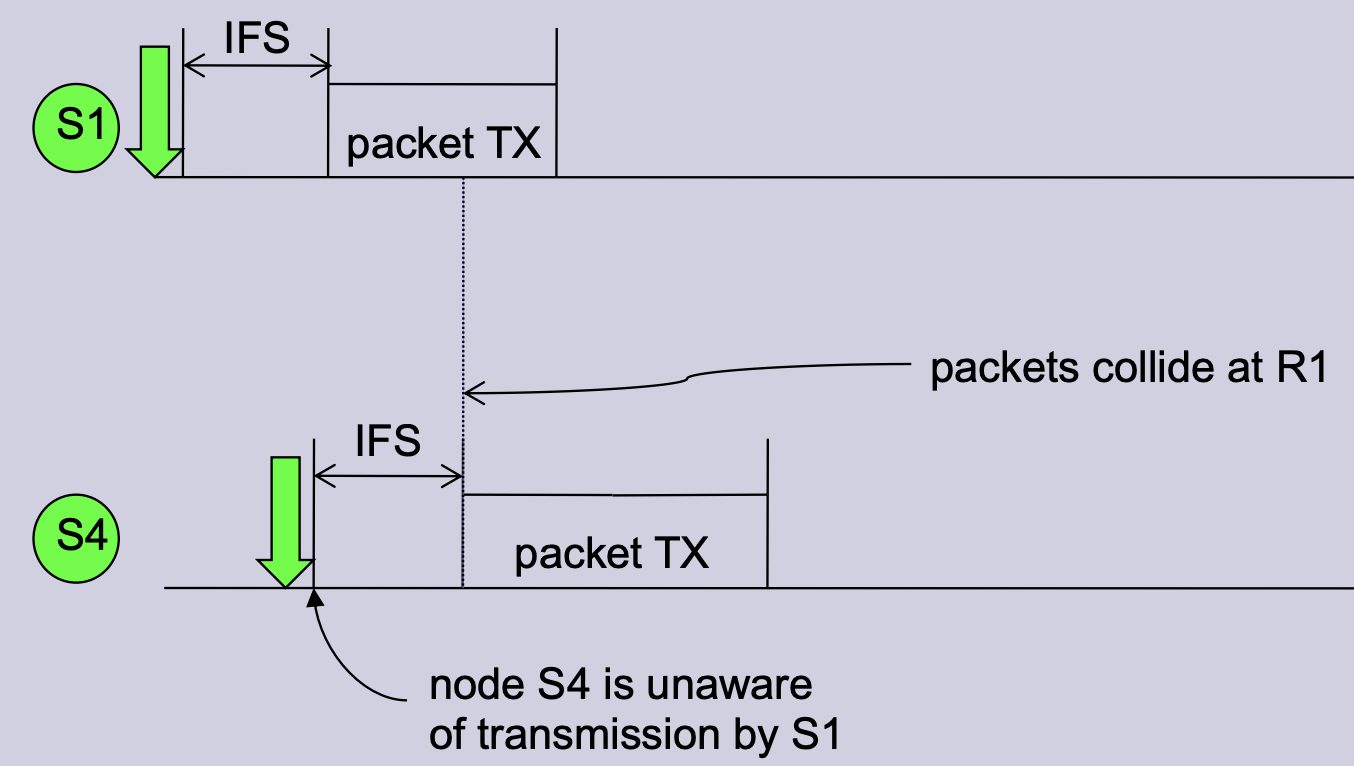 IFS
S1
packet TX
packets collide at R1
IFS
S4
packet TX
node S4 is unaware
of transmission by S1